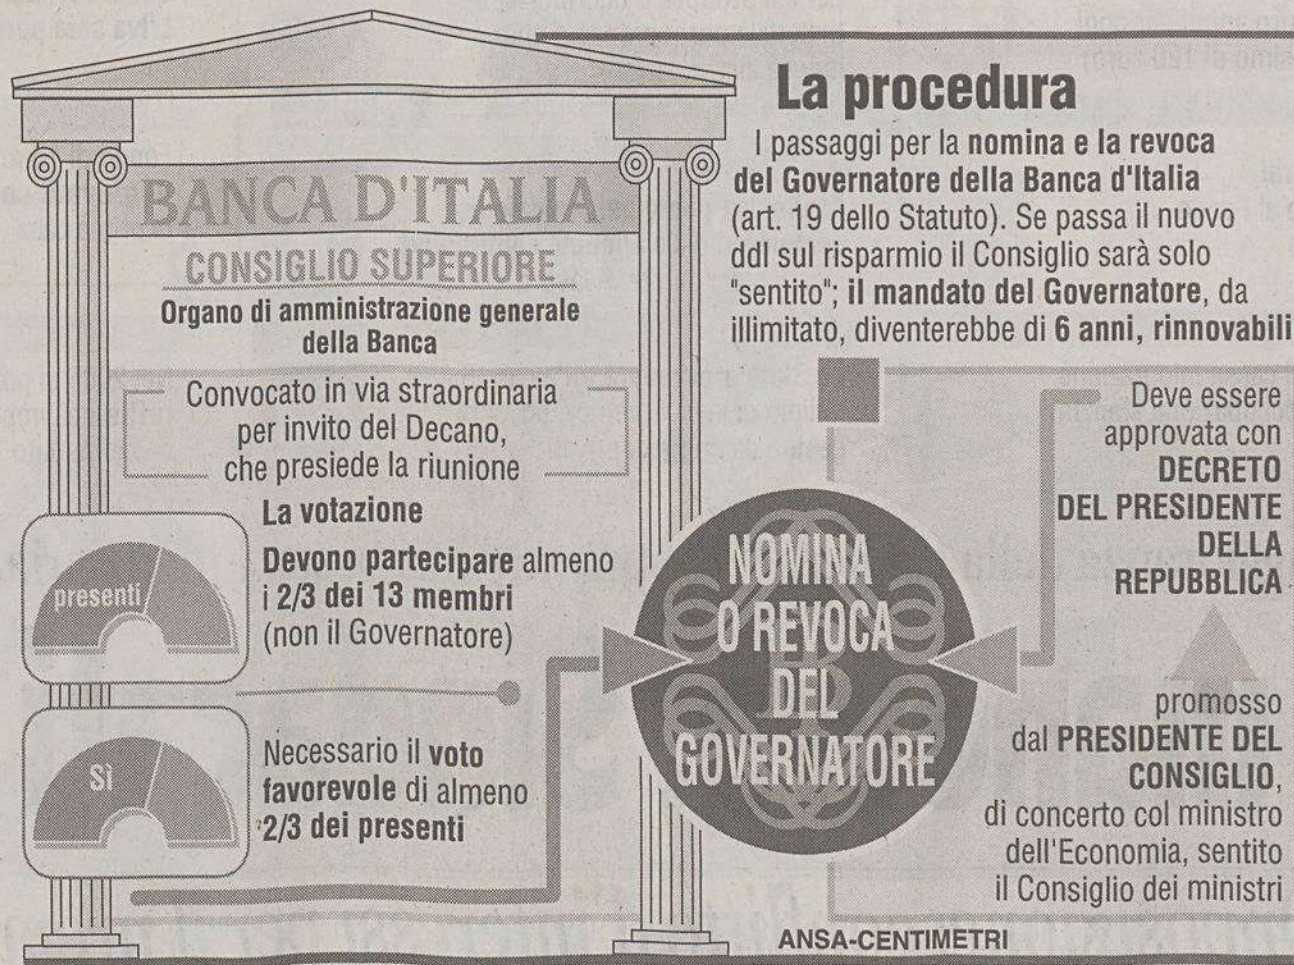 La procedura
I passaggi per la nomina e la revoca
del Governatore della Banca d'Italia
(art. 19 dello Statuto). Se passa il nuovo
ddl sul risparmio il Consiglio sarà solo
"sentito"; il mandato del Governatore, da
illimitato, diventerebbe di 6 anni, rinnovabili
BANCA D'ITALIA
CONSIGLIO SUPERIORE
Organo di amministrazione generale
della Banca
Convocato in via straordinaria
per invito del Decano,
che presiede la riunione
La votazione
presenti
Devono partecipare almeno
i 2/3 dei 13 membri
(non il Governatore)
Sì
Necessario il voto
favorevole di almeno
2/3 dei presenti
NOMINA
O REVOCA
DEL
GOVERNATORE
Deve essere
approvata con
DECRETO
DEL PRESIDENTE
DELLA
REPUBBLICA
promosso
dal PRESIDENTE DEL
CONSIGLIO,
di concerto col ministro
dell'Economia, sentito
il Consiglio dei ministri
ANSA-CENTIMETRI